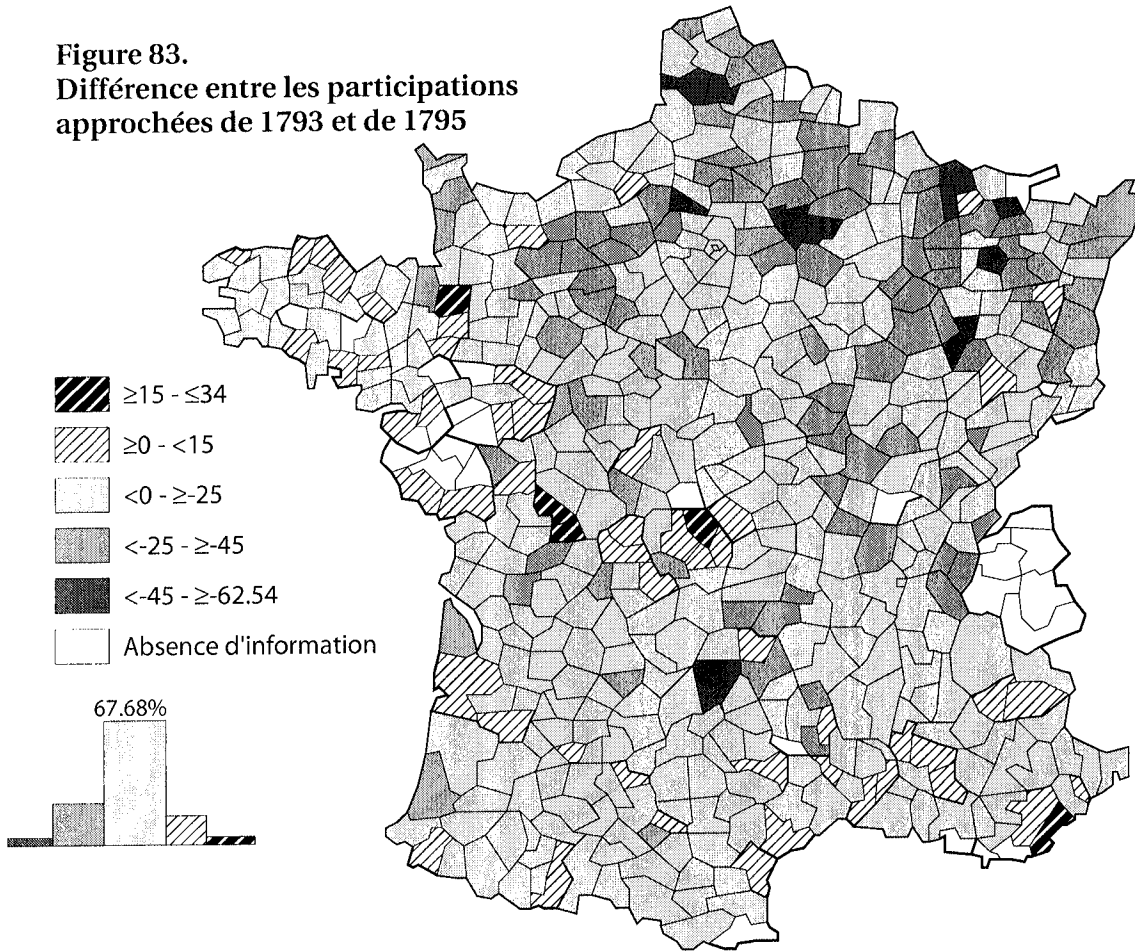 Figure 83.
Différence entre les participations
approchées de 1793 et de 1795
≥15 - ≤34
≥0 - <15
<0 - ≥-25
<-25 - ≥-45
<-45 - ≥-62.54
Absence d'information
67.68%